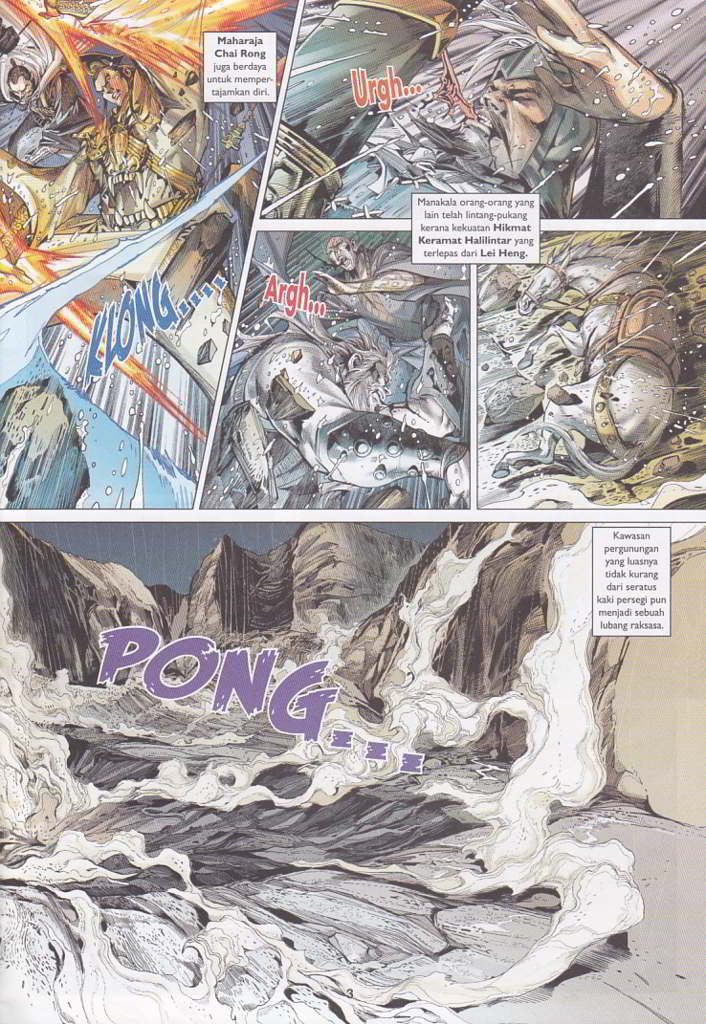 Maharaja
Chai Rong
juga berdaya
untuk memper-
tajamkan diri.
Urgh...
Manakala orang-orang yang
lain telah lintang-pukang
kerana kekuatan Hikmat
Keramat Halilintar yang
terlepas dari Lei Heng.
KLONG....
Argh...
Kawasan
pergunungan
yang luasnya
tidak kurang
dari seratus
kaki persegi pun
menjadi sebuah
lubang raksasa.
PONG...
3